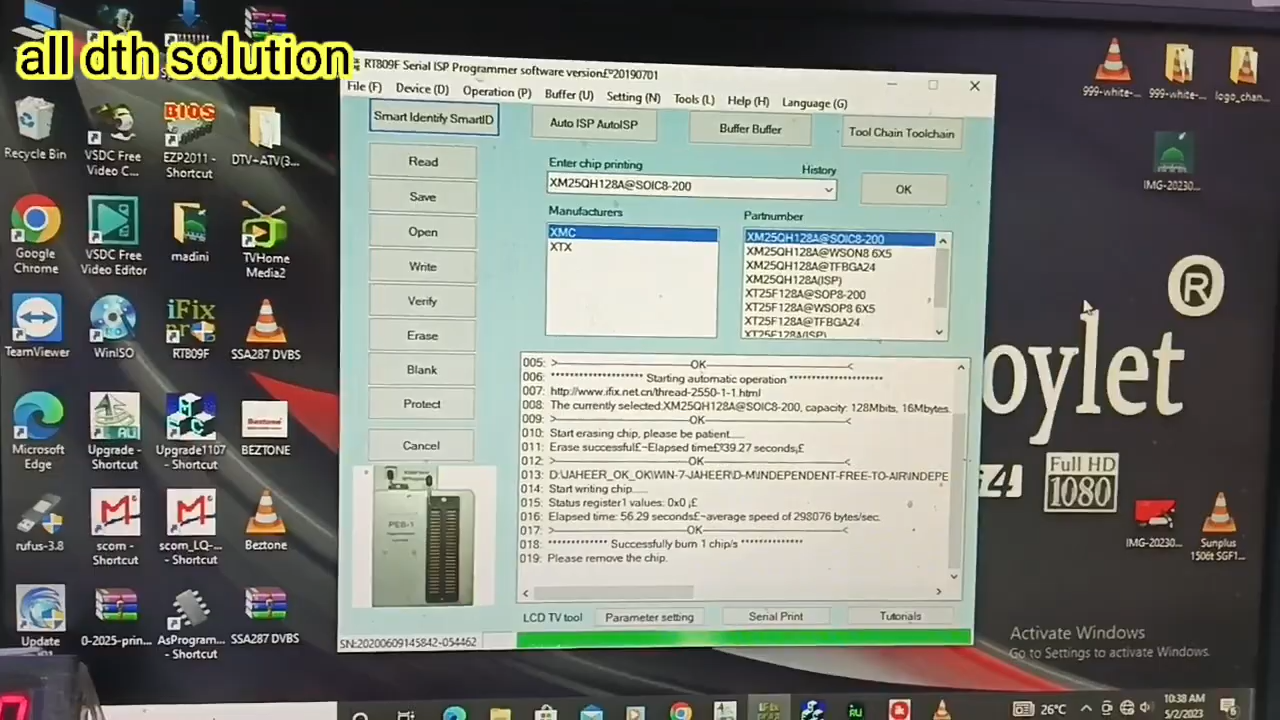 all dth solution
RT809F Serial ISP Programmer software version£º20190701
File (F) Device (D) Operation (P) Buffer (U) Setting (N) Tools (L) Help (H) Language (G)
Smart Identify SmartID
Auto ISP AutoISP
Buffer Buffer
Tool Chain Toolchain
Read
Save
Open
Write
Verify
Erase
Blank
Protect
Cancel
Enter chip printing
History
XM25QH128A@SOIC8-200
OK
Manufacturers
XMC
XTX
Partnumber
XM25QH128A@SOIC8-200
XM25QH128A@WSON8 6X5
XM25QH128A@TFBGA24
XM25QH128A(ISP)
XT25F128A@SOP8-200
XT25F128A@WSOP8 6X5
XT25F128A@TFBGA24
XT25F128A(ISP)
005: >--------------------OK--------------------<
006: ******************** Starting automatic operation ********************
007: http://www.ifix.net.cn/thread-2550-1-1.html
008: The currently selected:XM25QH128A@SOIC8-200, capacity: 128Mbits, 16Mbytes.
009: >--------------------OK--------------------<
010: Start erasing chip, please be patient......
011: Erase successful£¬Elapsed time£º39.27 seconds,£
012: >--------------------OK--------------------<
013: D:\JAHEER_OK_OK\WIN-7-JAHEER\D-M\INDEPENDENT-FREE-TO-AIR\INDEPE
014: Start writing chip......
015: Status register1 values: 0x0 ,£
016: Elapsed time: 56.29 seconds£¬average speed of 298076 bytes/sec.
017: >--------------------OK--------------------<
018: ************ Successfully burn 1 chip/s *************
019: Please remove the chip.
PEB-1
LCD TV tool
Parameter setting
Serial Print
Tutorials
SN:20200609145842-054462
Recycle Bin
VSDC Free Video C...
BIOS
EZP2011 - Shortcut
DTV+ATV(3...
Google Chrome
VSDC Free Video Editor
madini
TVHome Media2
TeamViewer
WinISO
iFix
RT809F
SSA287 DVBS
Microsoft Edge
Upgrade - Shortcut
Upgrade1107 - Shortcut
Beztone
BEZTONE
rufus-3.8
scom - Shortcut
scom_LQ-... - Shortcut
Beztone
Update
0-2025-prin...
AsProgram... - Shortcut
SSA287 DVBS
999-white-...
999-white-...
logo_chan...
IMG-20230...
®
oylet
Full HD
1080
IMG-20230...
Sunplus 1506t SGF1...
Activate Windows
Go to Settings to activate Windows.
26°C
10:38 AM
5/2/2023